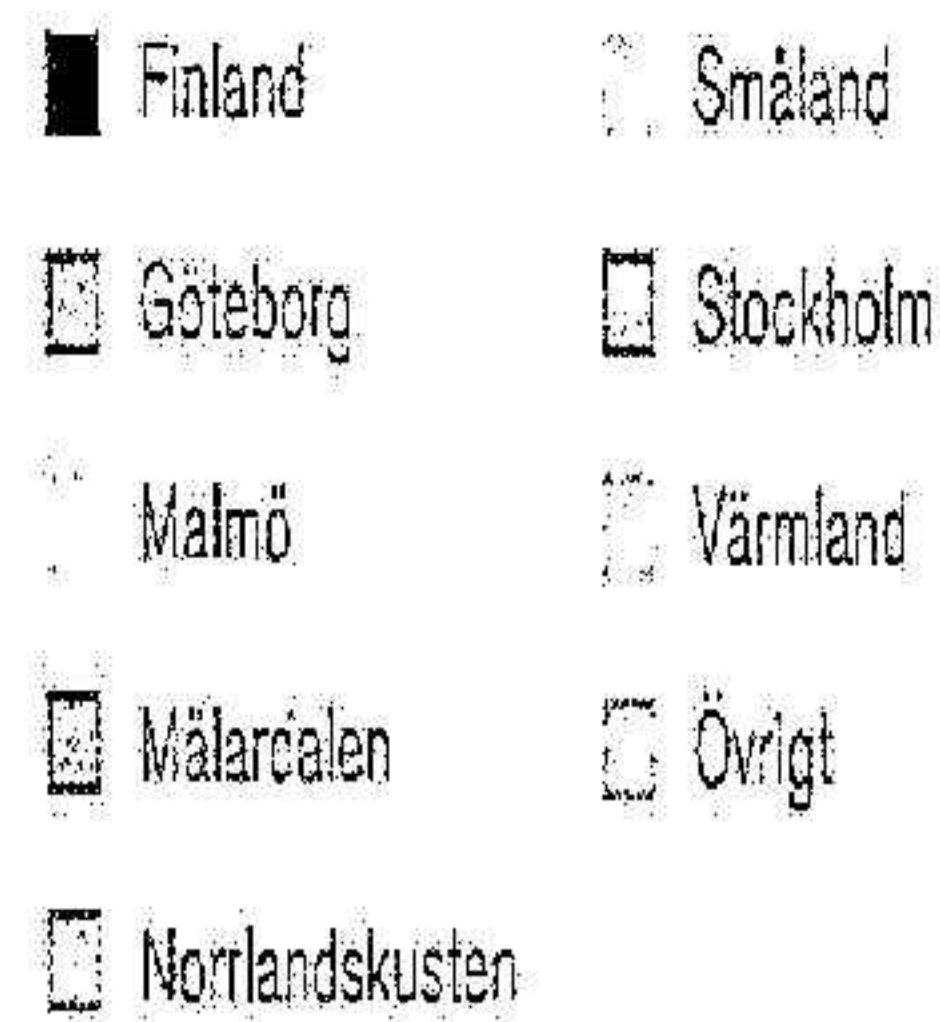 Finland
Göteborg
Malmö
Mälardalen
Norrlandskusten
Småland
Stockholm
Värmland
Övrigt